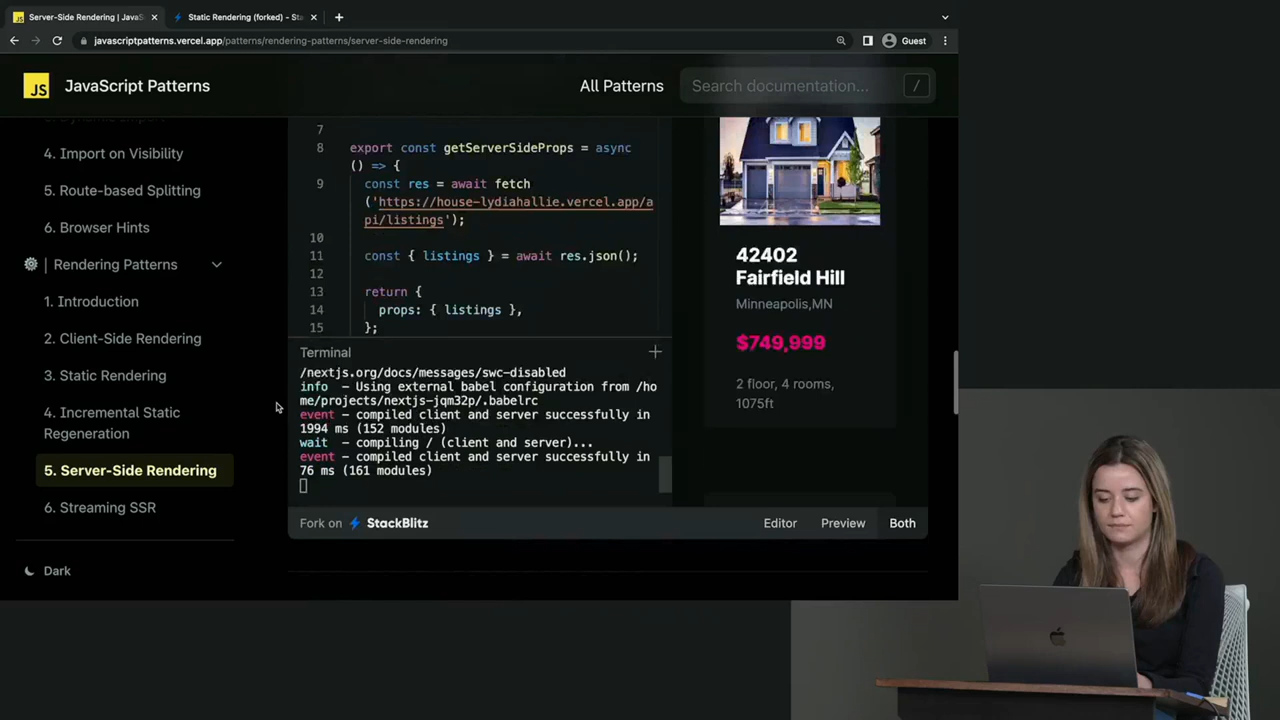 Server-Side Rendering | JavaS
Static Rendering (forked) - Sta
javascriptpatterns.vercel.app/patterns/rendering-patterns/server-side-rendering
Guest
JS
JavaScript Patterns
All Patterns
Search documentation...
/
4. Import on Visibility
5. Route-based Splitting
6. Browser Hints
| Rendering Patterns
1. Introduction
2. Client-Side Rendering
3. Static Rendering
4. Incremental Static
Regeneration
5. Server-Side Rendering
6. Streaming SSR
Dark
7
8 export const getServerSideProps = async
() => {
9 const res = await fetch
('https://house-lydiahallie.vercel.app/a
pi/listings');
10
11 const { listings } = await res.json();
12
13 return {
14 props: { listings },
15 };
Terminal
/nextjs.org/docs/messages/swc-disabled
info - Using external babel configuration from /ho
me/projects/nextjs-jqm32p/.babelrc
event - compiled client and server successfully in
1994 ms (152 modules)
wait - compiling / (client and server)...
event - compiled client and server successfully in
76 ms (161 modules)
Fork on StackBlitz
Editor
Preview
Both
42402
Fairfield Hill
Minneapolis,MN
$749,999
2 floor, 4 rooms,
1075ft